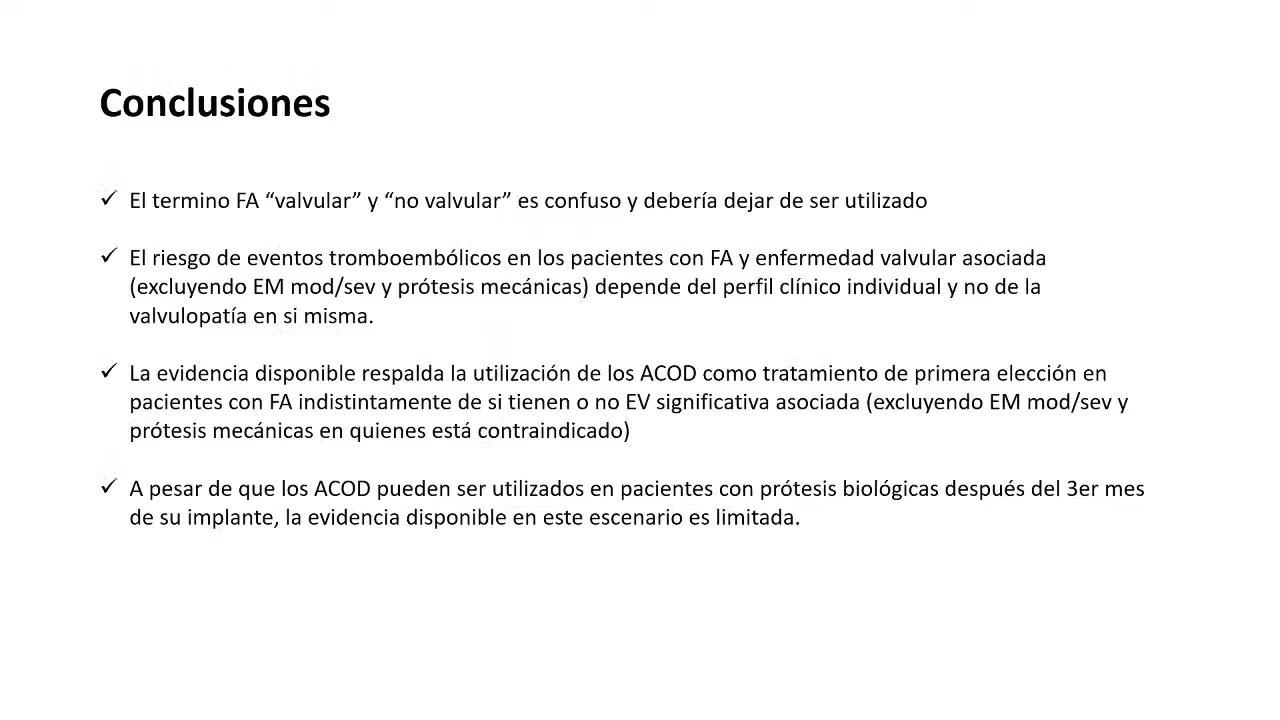 Conclusiones
✓ El termino FA “valvular” y “no valvular” es confuso y debería dejar de ser utilizado
✓ El riesgo de eventos tromboembólicos en los pacientes con FA y enfermedad valvular asociada
(excluyendo EM mod/sev y prótesis mecánicas) depende del perfil clínico individual y no de la
valvulopatía en si misma.
✓ La evidencia disponible respalda la utilización de los ACOD como tratamiento de primera elección en
pacientes con FA indistintamente de si tienen o no EV significativa asociada (excluyendo EM mod/sev y
prótesis mecánicas en quienes está contraindicado)
✓ A pesar de que los ACOD pueden ser utilizados en pacientes con prótesis biológicas después del 3er mes
de su implante, la evidencia disponible en este escenario es limitada.